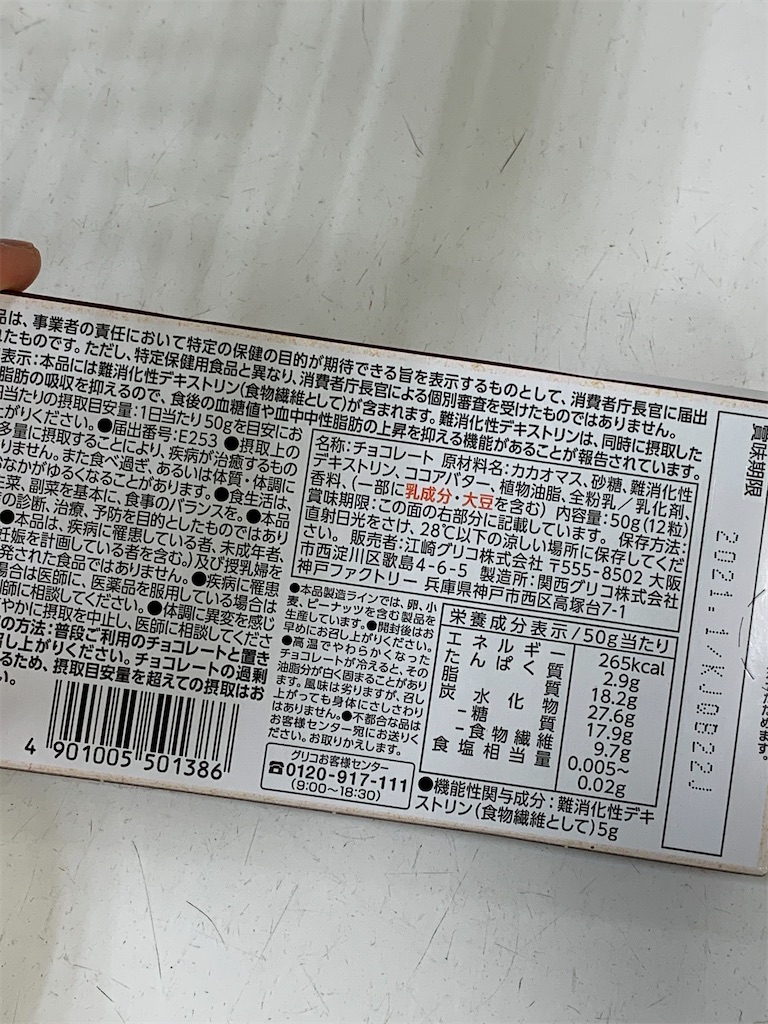 品は、事業者の責任において特定の保健の目的が期待できる旨を表示するものとして、消費者庁長官に届出
れたものです。ただし、特定保健用食品と異なり、消費者庁長官による個別審査を受けたものではありません。
表示:本品には難消化性デキストリン(食物繊維として)が含まれます。難消化性デキストリンは、同時に摂取した
脂肪の吸収を抑えるので、食後の血糖値や血中中性脂肪の上昇を抑える機能があることが報告されています。
日当たりの摂取目安量:1日当たり50gを目安にお
上がりください。●届出番号:E253 ●摂取上の
多量に摂取することにより、疾病が治癒するもの
りません。また食べ過ぎ、あるいは体質・体調に
おなかがゆるくなることがあります。●食生活は、
主菜、副菜を基本に、食事のバランスを。●本品
の診断、治療、予防を目的としたものではあり
●本品は、疾病に罹患している者、未成年者、
妊娠を計画している者を含む。)及び授乳婦を
発された食品ではありません。●疾病に罹患
場合は医師に、医薬品を服用している場合は
師に相談してください。●体調に異変を感じ
やかに摂取を中止し、医師に相談してくださ
の方法:普段ご利用のチョコレートと置き
召し上がりください。チョコレートの過剰
るため、摂取目安量を超えての摂取はお
い。
4 901005 501386
名称:チョコレート 原材料名:カカオマス、砂糖、難消化性
デキストリン、ココアバター、植物油脂、全粉乳/乳化剤、
香料、(一部に乳成分・大豆を含む) 内容量:50g(12粒)
賞味期限:この面の右部分に記載しています。 保存方法:
直射日光をさけ、28℃以下の涼しい場所に保存してくだ
さい。 販売者:江崎グリコ株式会社 〒555-8502 大阪
市西淀川区歌島4-6-5 製造所:関西グリコ株式会社
神戸ファクトリー 兵庫県神戸市西区高塚台7-1
●本品製造ラインでは、卵、小
麦、ピーナッツを含む製品を
生産しています。●開封後はお
早めにお召し上がりください。
●高温でやわらかくなった
チョコレートが冷えると、その
油脂分が白く固まることがあり
ます。風味は劣りますが、召し
上がっても身体にさしさわり
はありません。●不都合な品は
お客様センター宛にお送りく
ださい。お取りかえします。
グリコお客様センター
☎0120-917-111
(9:00~18:30)
栄養成分表示/50g当たり
エネルギー 265kcal
たんぱく質 2.9g
脂質 18.2g
炭水化物 27.6g
-糖質 17.9g
-食物繊維 9.7g
食塩相当量 0.005~
0.02g
●機能性関与成分:難消化性デキ
ストリン(食物繊維として)5g
賞味期限
2021.1/KJ0822J